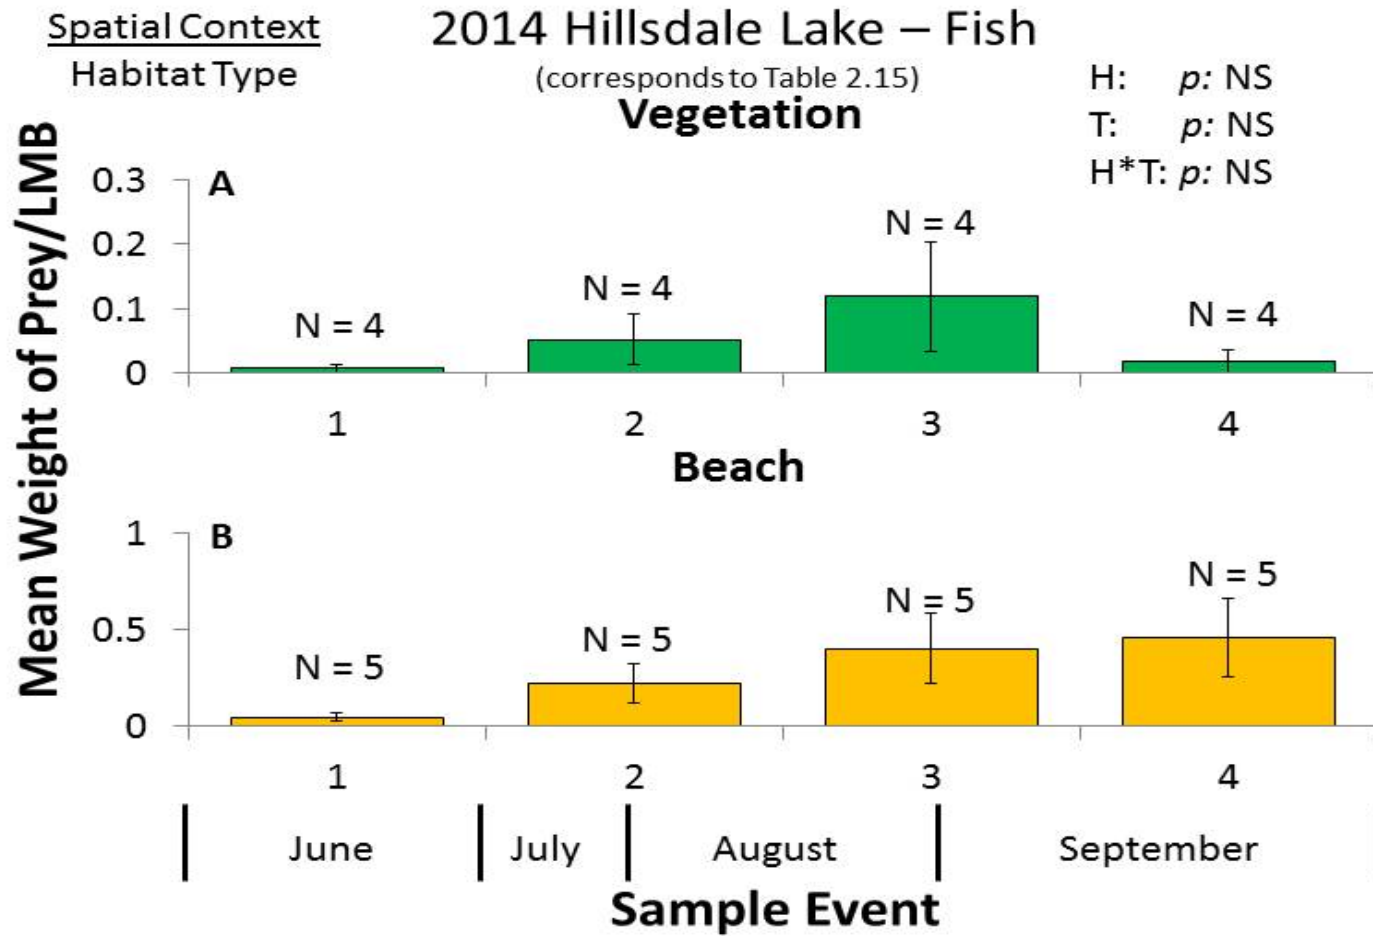 Spatial Context
Habitat Type
2014 Hillsdale Lake – Fish
(corresponds to Table 2.15)
H: p: NS
T: p: NS
H*T: p: NS
Mean Weight of Prey/LMB
Vegetation
A
0.3
0.2
0.1
0
N = 4
N = 4
N = 4
N = 4
1 2 3 4
Beach
B
1
0.5
0
N = 5
N = 5
N = 5
N = 5
1 2 3 4
June July August September
Sample Event